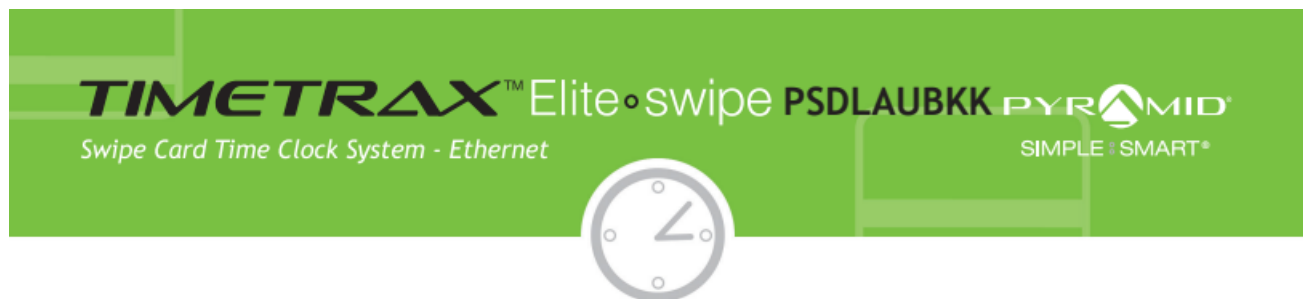 TIMETRAX™ Elite∘swipe PSDLAUBKK PYRAMID®
Swipe Card Time Clock System - Ethernet
SIMPLE SMART®